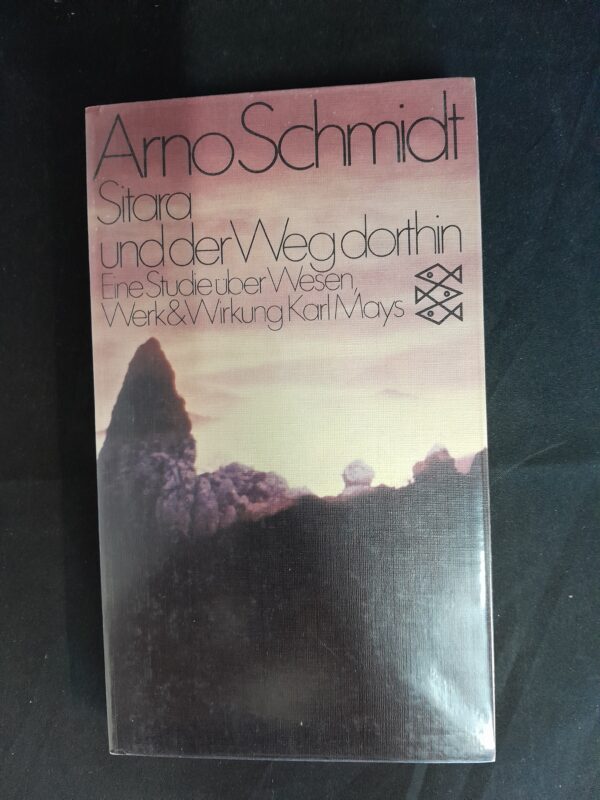 Arno Schmidt
Sitara
und der Weg dorthin
Eine Studie über Wesen,
Werk & Wirkung Karl Mays